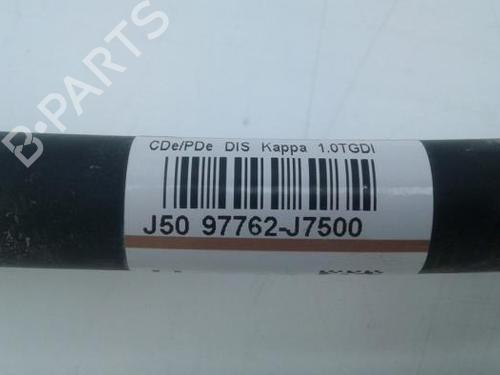 B-PARTS
CDe/PDe DIS Kappa 1.0TGDI
J50 97762-J7500